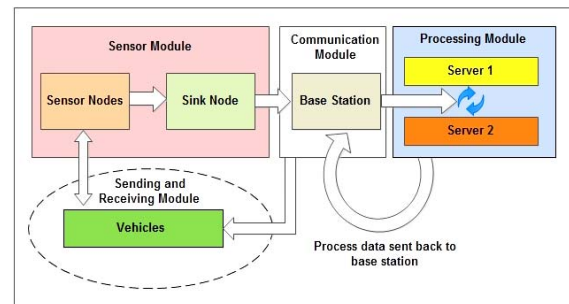 Sensor Module
Communication
Module
Processing Module
Sensor Nodes
Sink Node
Base Station
Server 1
Server 2
Sending and
Receiving Module
Vehicles
Process data sent back to
base station